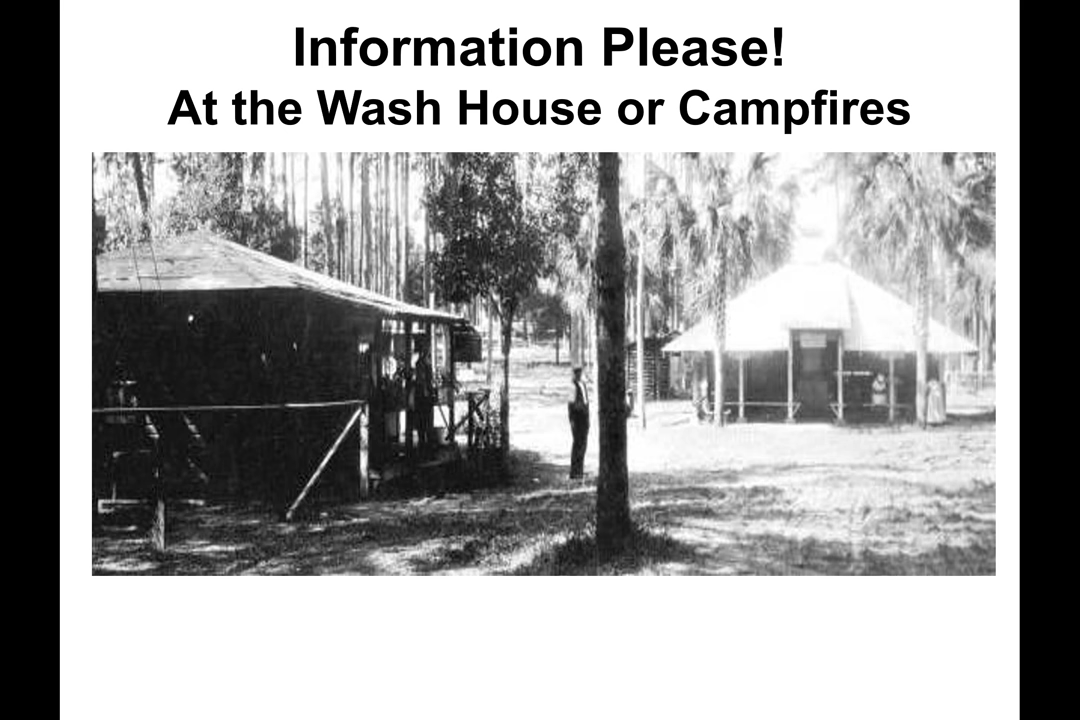 Information Please!
At the Wash House or Campfires